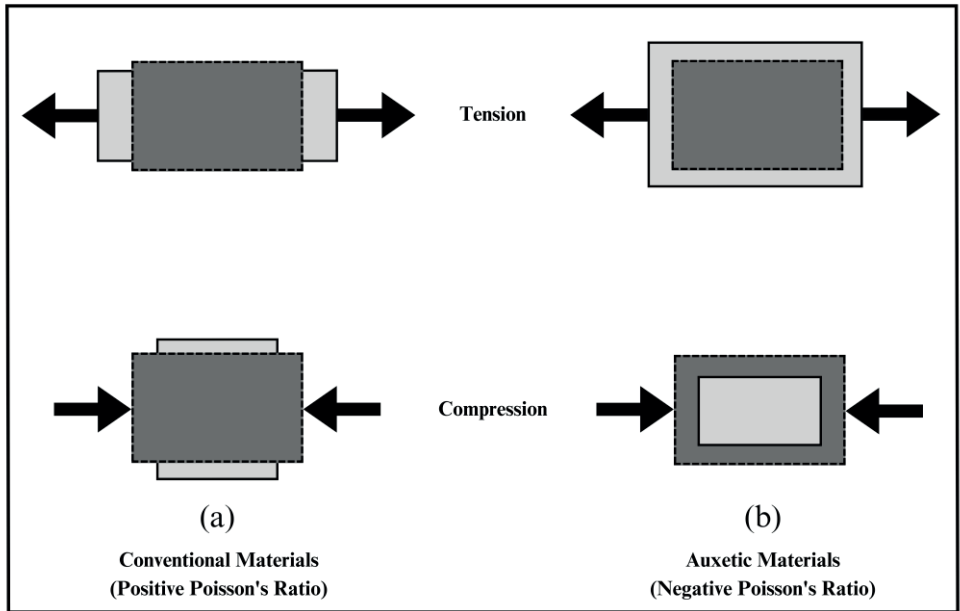 Tension
Compression
(a)
(b)
Conventional Materials
(Positive Poisson's Ratio)
Auxetic Materials
(Negative Poisson's Ratio)